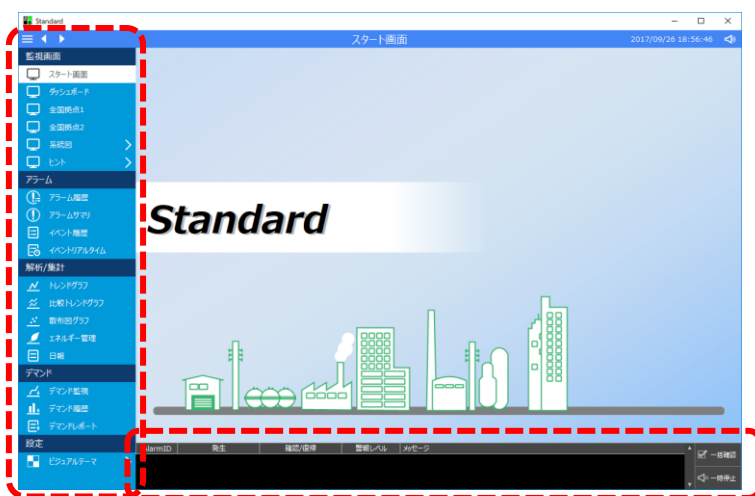 Standard
スタート画面
2017/09/26 18:56:46
監視画面
スタート画面
ダッシュボード
全国拠点1
全国拠点2
系統図
ヒント
アラーム
アラーム履歴
アラームサマリ
イベント履歴
イベントリアルタイム
解析/集計
トレンドグラフ
比較トレンドグラフ
散布図グラフ
エネルギー管理
日報
デマンド
デマンド監視
デマンド履歴
デマンドレポート
設定
ビジュアルテーマ
Standard
AlarmID 発生 確認/復帰 警報レベル メッセージ
一括確認
一時停止